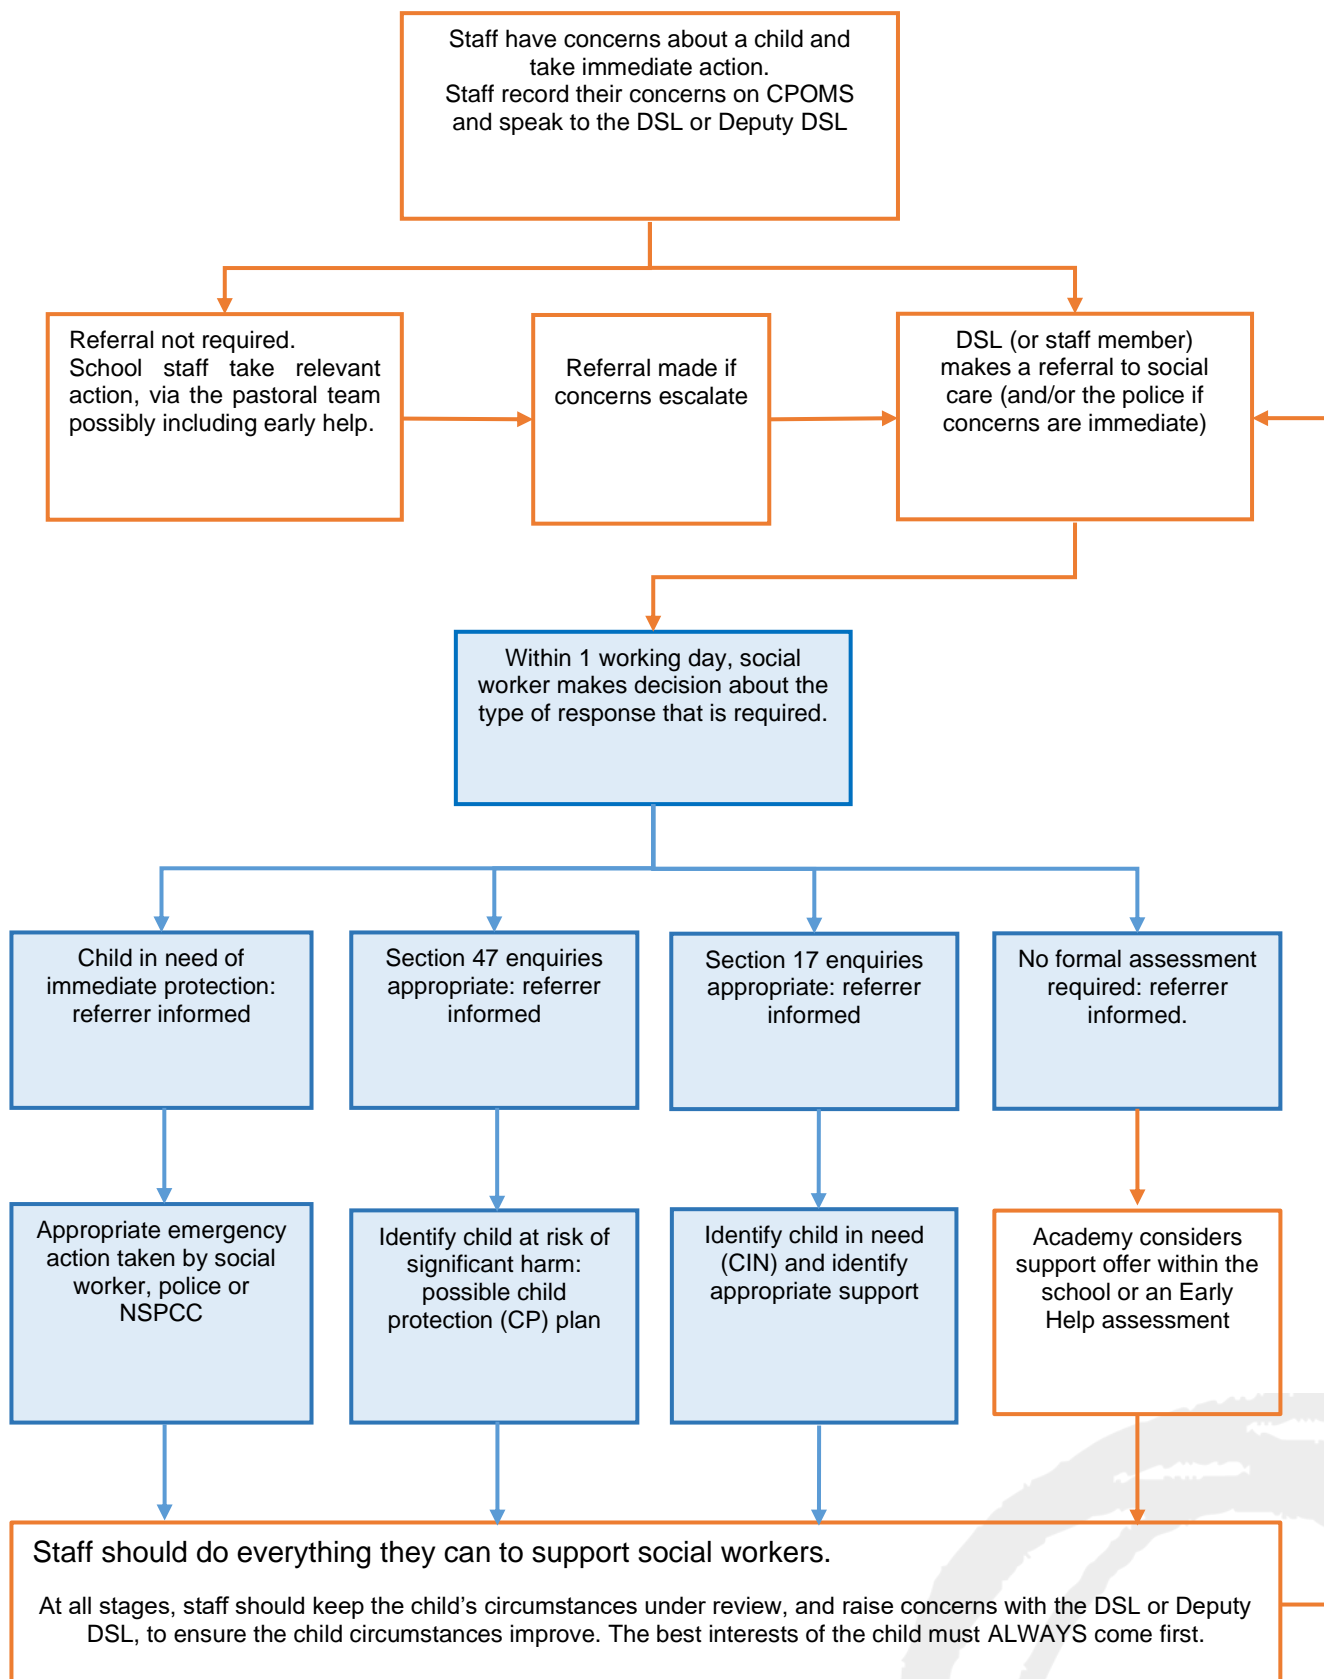 Staff have concerns about a child and
take immediate action.
Staff record their concerns on CPOMS
and speak to the DSL or Deputy DSL
Referral not required.
School staff take relevant
action, via the pastoral team
possibly including early help.
Referral made if
concerns escalate
DSL (or staff member)
makes a referral to social
care (and/or the police if
concerns are immediate)
Within 1 working day, social
worker makes decision about the
type of response that is required.
Child in need of
immediate protection:
referrer informed
Section 47 enquiries
appropriate: referrer
informed
Section 17 enquiries
appropriate: referrer
informed
No formal assessment
required: referrer
informed.
Appropriate emergency
action taken by social
worker, police or
NSPCC
Identify child at risk of
significant harm:
possible child
protection (CP) plan
Identify child in need
(CIN) and identify
appropriate support
Academy considers
support offer within the
school or an Early
Help assessment
Staff should do everything they can to support social workers.
At all stages, staff should keep the child’s circumstances under review, and raise concerns with the DSL or Deputy
DSL, to ensure the child circumstances improve. The best interests of the child must ALWAYS come first.